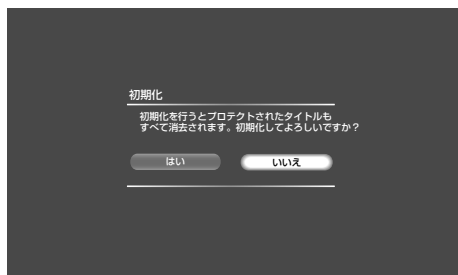 初期化
初期化を行うとプロテクトされたタイトルも
すべて消去されます。初期化してよろしいですか？
はい
いいえ